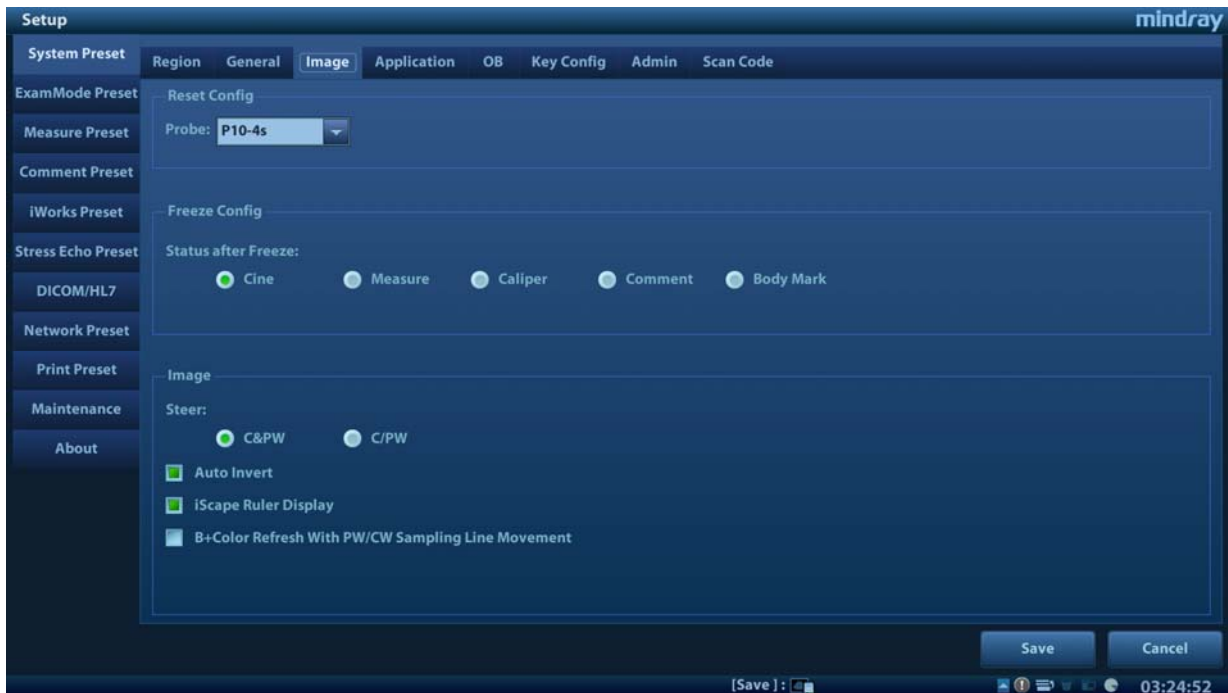 Setup
mindray
System Preset
ExamMode Preset
Measure Preset
Comment Preset
iWorks Preset
Stress Echo Preset
DICOM/HL7
Network Preset
Print Preset
Maintenance
About
Region General Image Application OB Key Config Admin Scan Code
Reset Config
Probe: P10-4s
Freeze Config
Status after Freeze:
Cine Measure Caliper Comment Body Mark
Image
Steer:
C&PW C/PW
Auto Invert
iScape Ruler Display
B+Color Refresh With PW/CW Sampling Line Movement
Save Cancel
[Save ] : 03:24:52